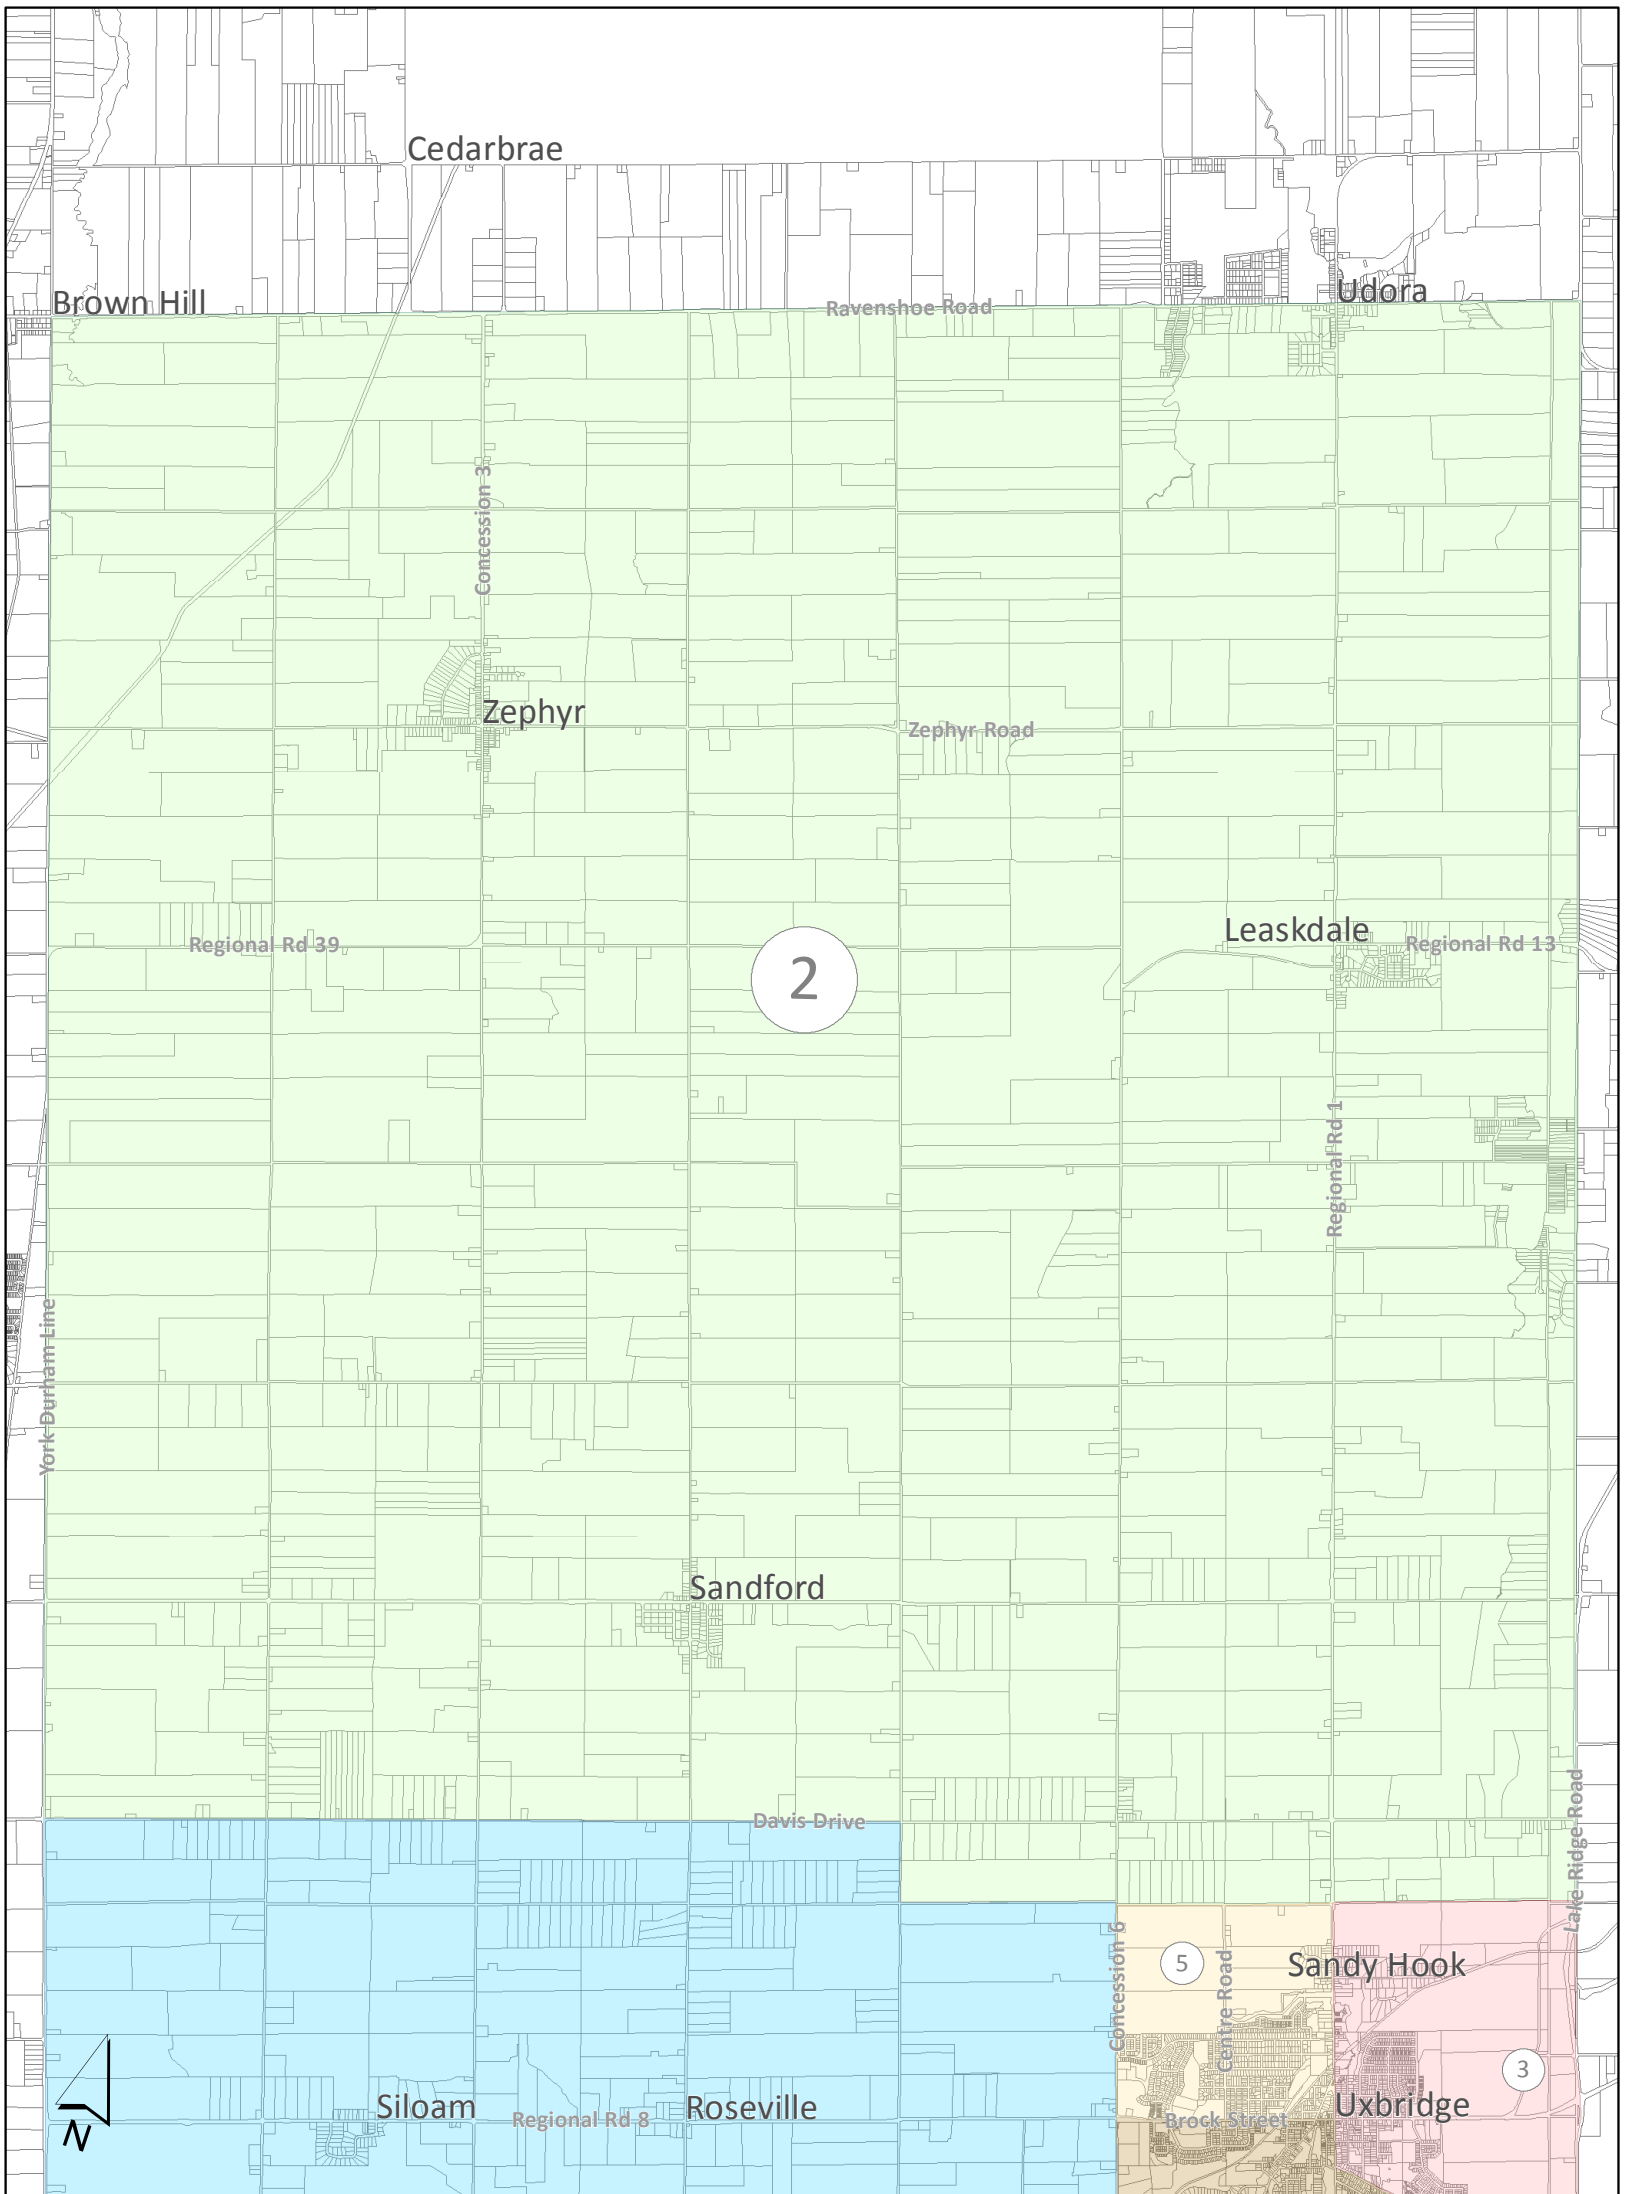 Cedarbrae
Brown Hill
Udora
Ravenshoe Road
Concession 3
Zephyr
Zephyr Road
Leaskdale
Regional Rd 39
Regional Rd 13
2
Regional Rd 1
York Durham Line
Sandford
Davis Drive
Lake Ridge Road
Concession 6
5
Centre Road
Sandy Hook
3
Siloam
Roseville
Uxbridge
Regional Rd 8
Brock Street
N